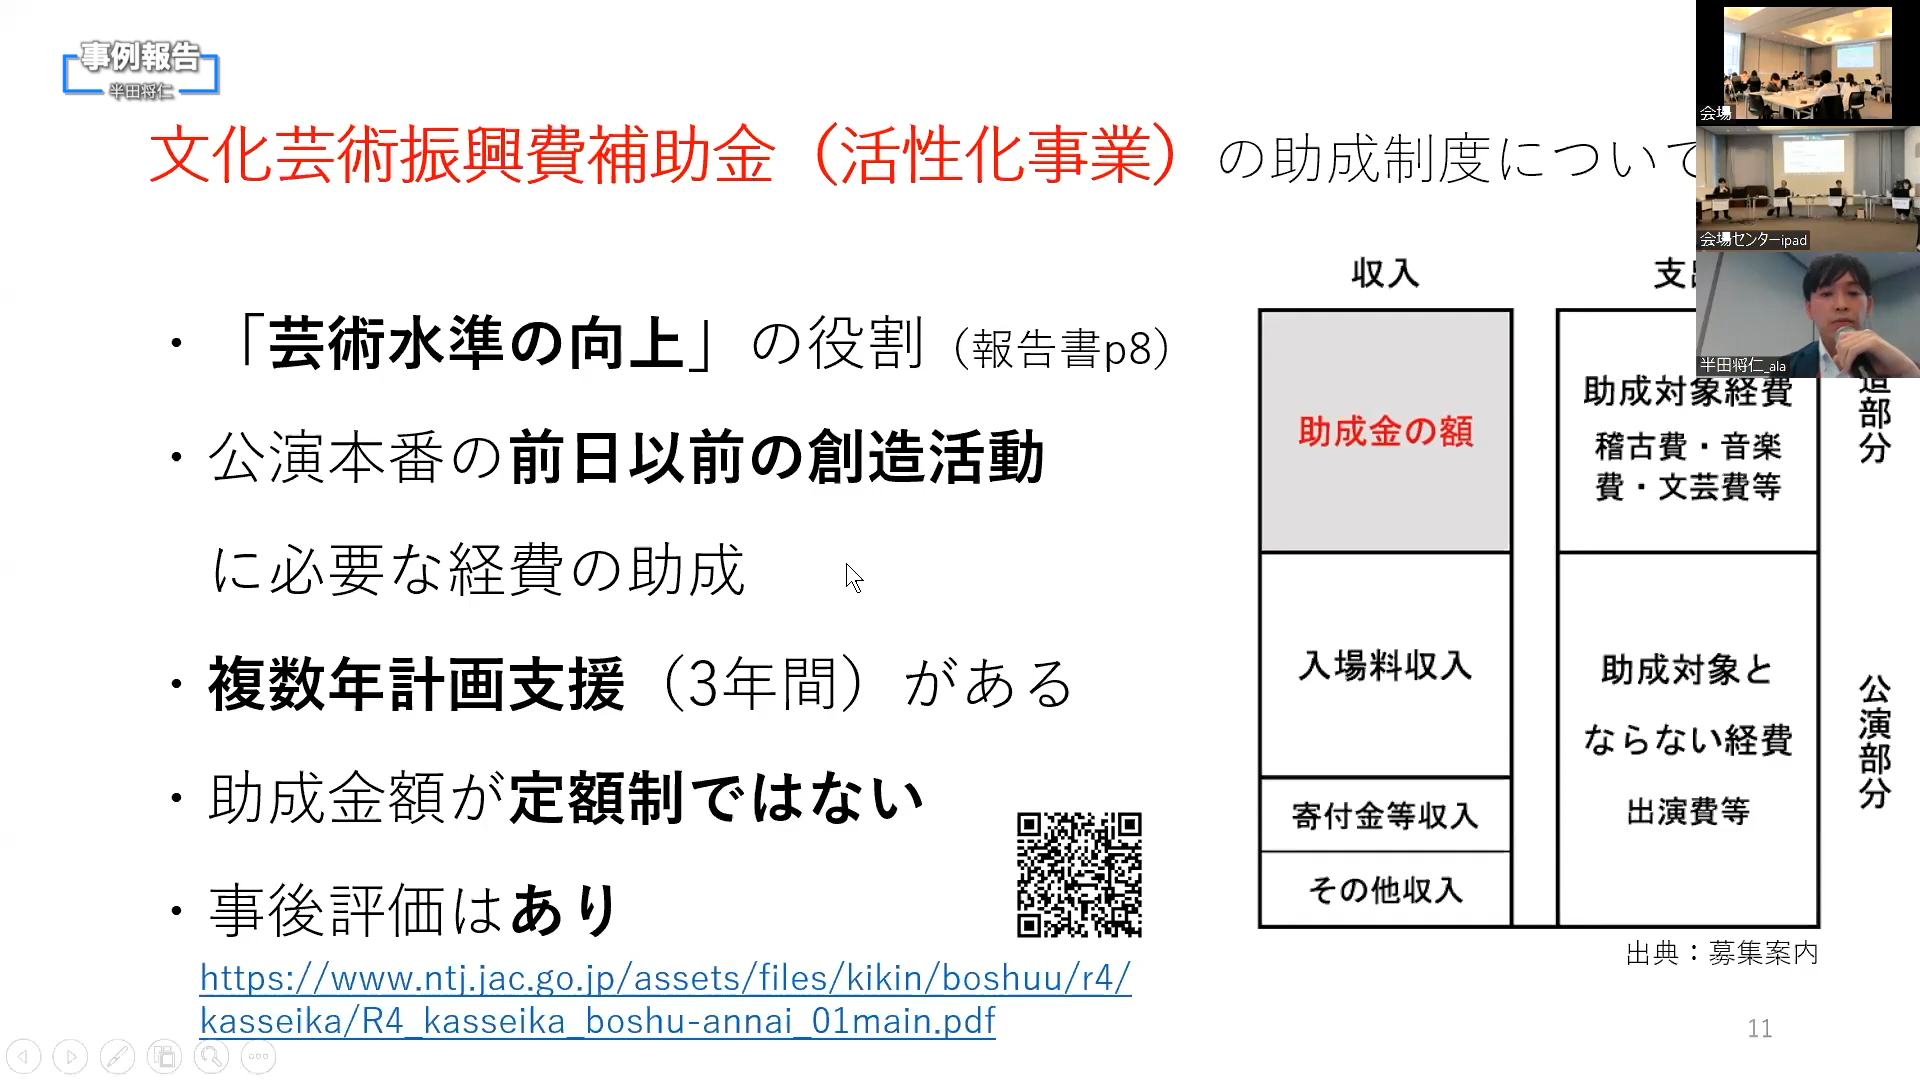 事例報告
半田将仁
文化芸術振興費補助金（活性化事業）の助成制度について
・「芸術水準の向上」の役割（報告書p8）
・公演本番の前日以前の創造活動
に必要な経費の助成
・複数年計画支援（3年間）がある
・助成金額が定額制ではない
・事後評価はあり
https://www.ntj.jac.go.jp/assets/files/kikin/boshuu/r4/
kasseika/R4_kasseika_boshu-annai_01main.pdf
収入
助成金の額
入場料収入
寄付金等収入
その他収入
助成対象経費
稽古費・音楽
費・文芸費等
助成対象と
ならない経費
出演費等
部分
公演部分
出典：募集案内
11
会場
会場センターipad
半田将仁_ala